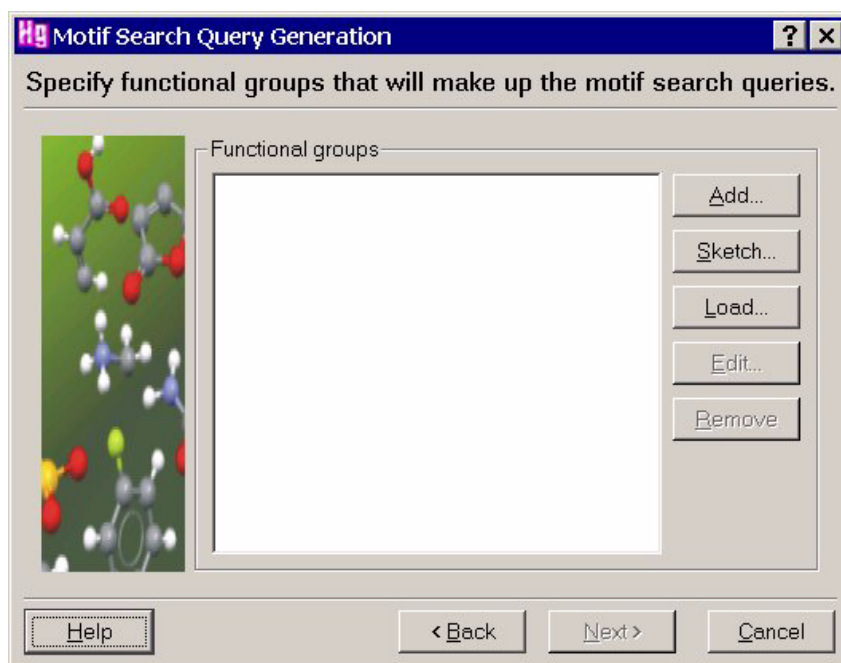 Hg Motif Search Query Generation ? ×
Specify functional groups that will make up the motif search queries.
Functional groups
Add...
Sketch...
Load...
Edit...
Remove
Help
< Back
Next >
Cancel